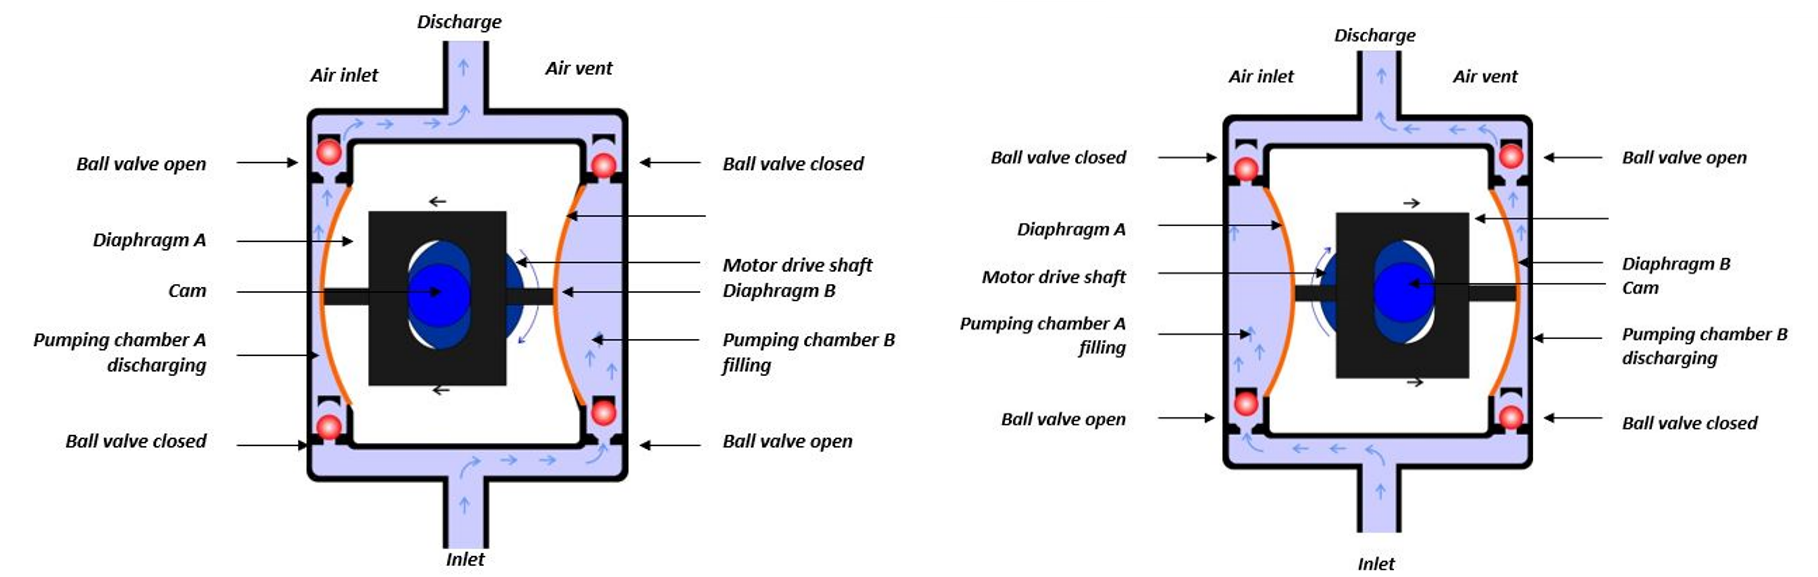 Discharge
Air inlet
Air vent
Ball valve open
Ball valve closed
Diaphragm A
Motor drive shaft
Cam
Diaphragm B
Pumping chamber A
discharging
Pumping chamber B
filling
Ball valve closed
Ball valve open
Inlet
Discharge
Air inlet
Air vent
Ball valve closed
Ball valve open
Diaphragm A
Diaphragm B
Motor drive shaft
Cam
Pumping chamber A
filling
Pumping chamber B
discharging
Ball valve open
Ball valve closed
Inlet